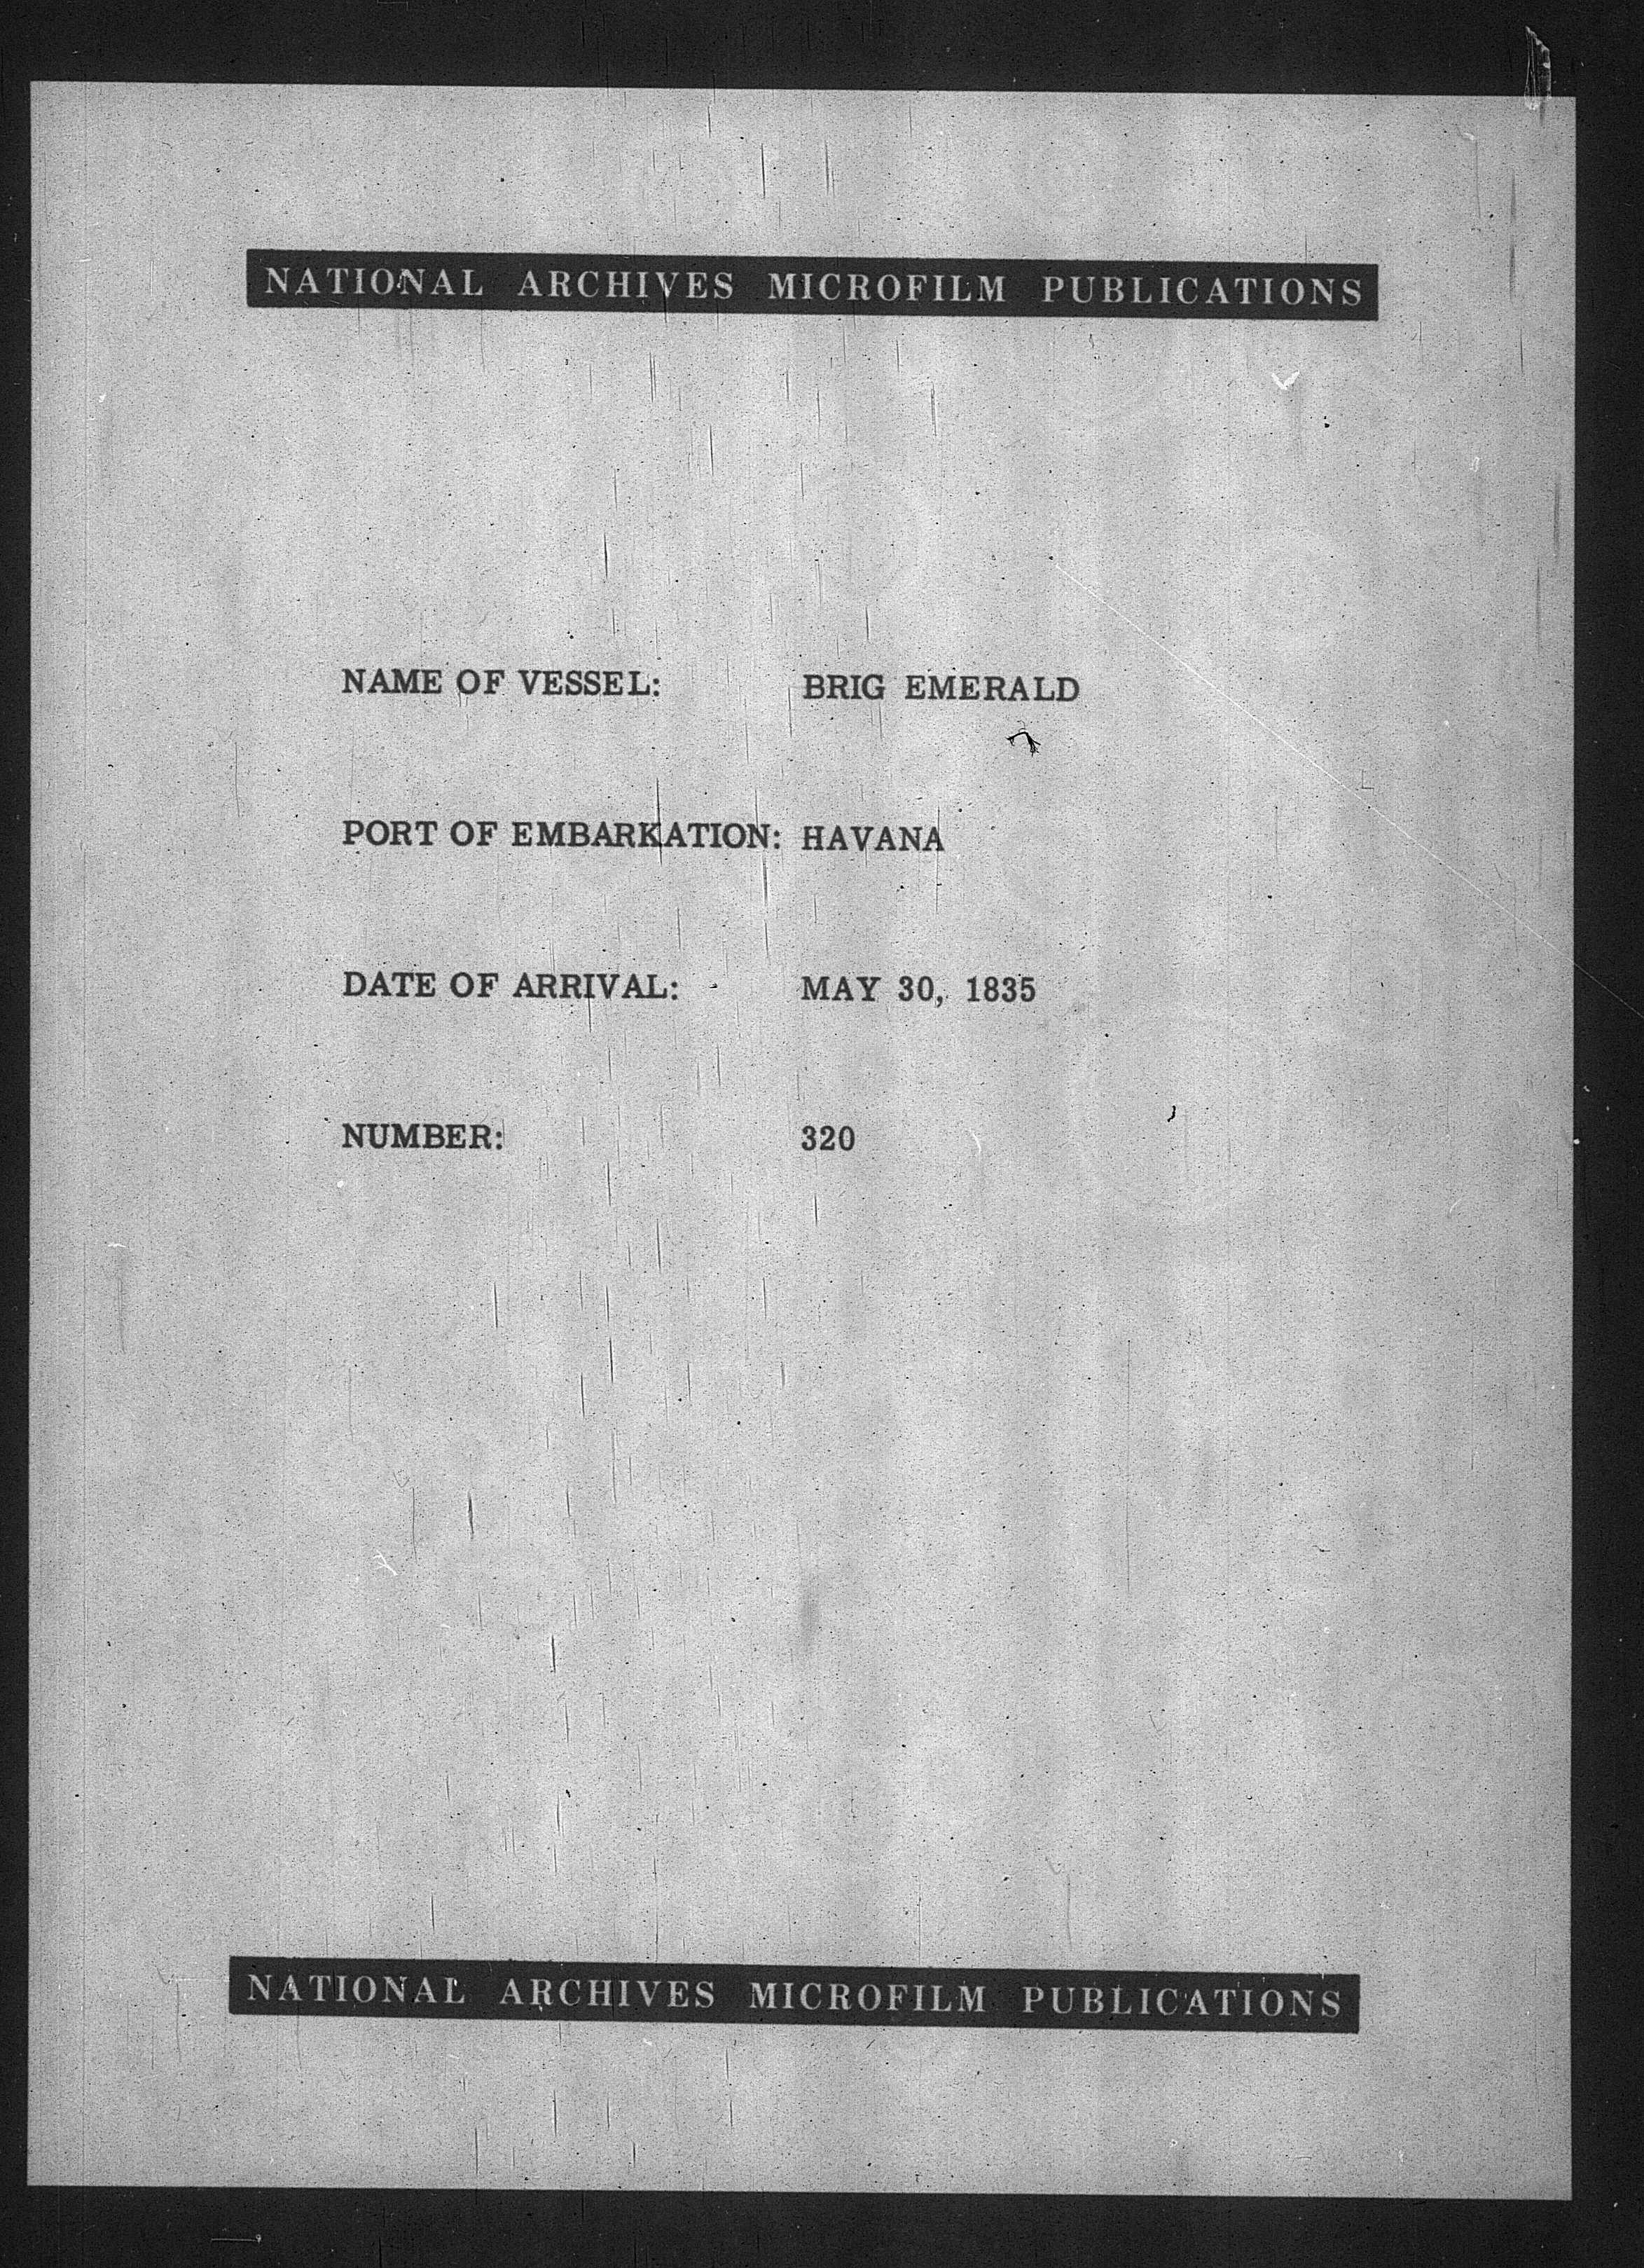 NATIONAL ARCHIVES MICROFILM PUBLICATIONS
NAME OF VESSEL: BRIG EMERALD
PORT OF EMBARKATION: HAVANA
DATE OF ARRIVAL: MAY 30, 1835
NUMBER: 320
NATIONAL ARCHIVES MICROFILM PUBLICATIONS